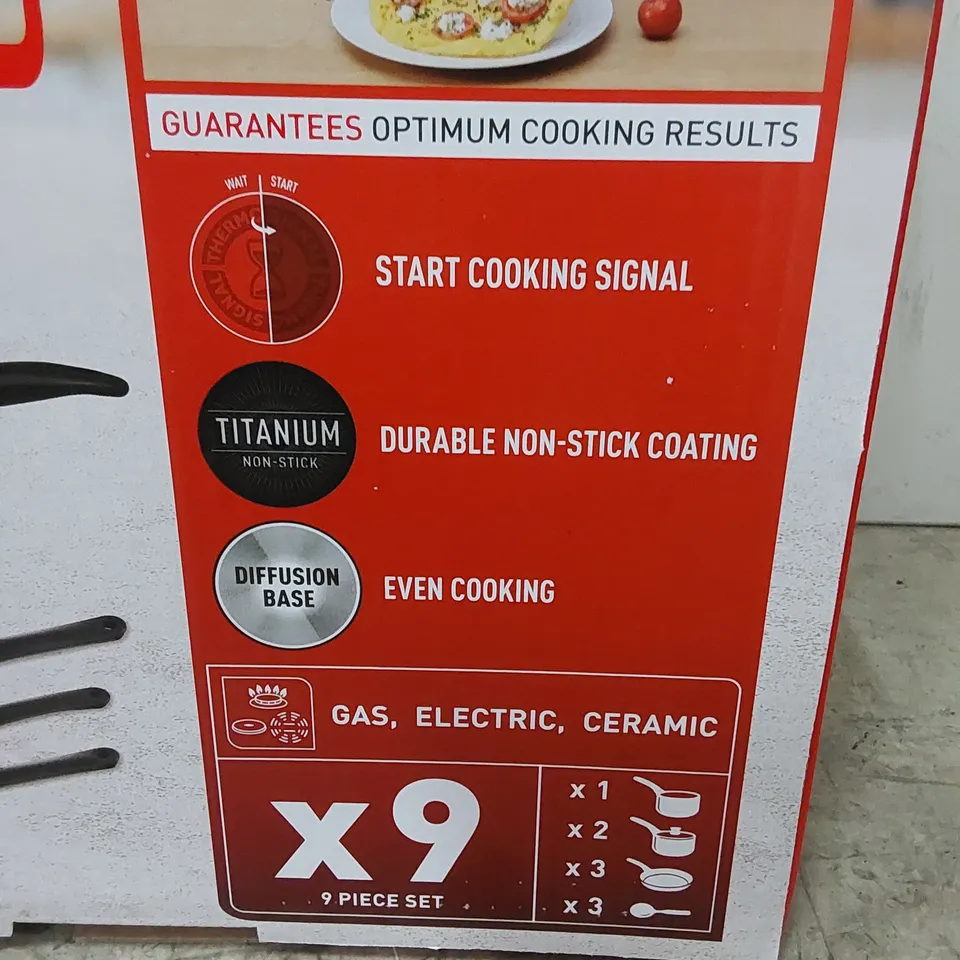 GUARANTEES OPTIMUM COOKING RESULTS
WAIT START
THERMO
SIGNAL
START COOKING SIGNAL
TITANIUM
NON-STICK
DURABLE NON-STICK COATING
DIFFUSION
BASE
EVEN COOKING
GAS, ELECTRIC, CERAMIC
x9
9 PIECE SET
x 1
x 2
x 3
x 3